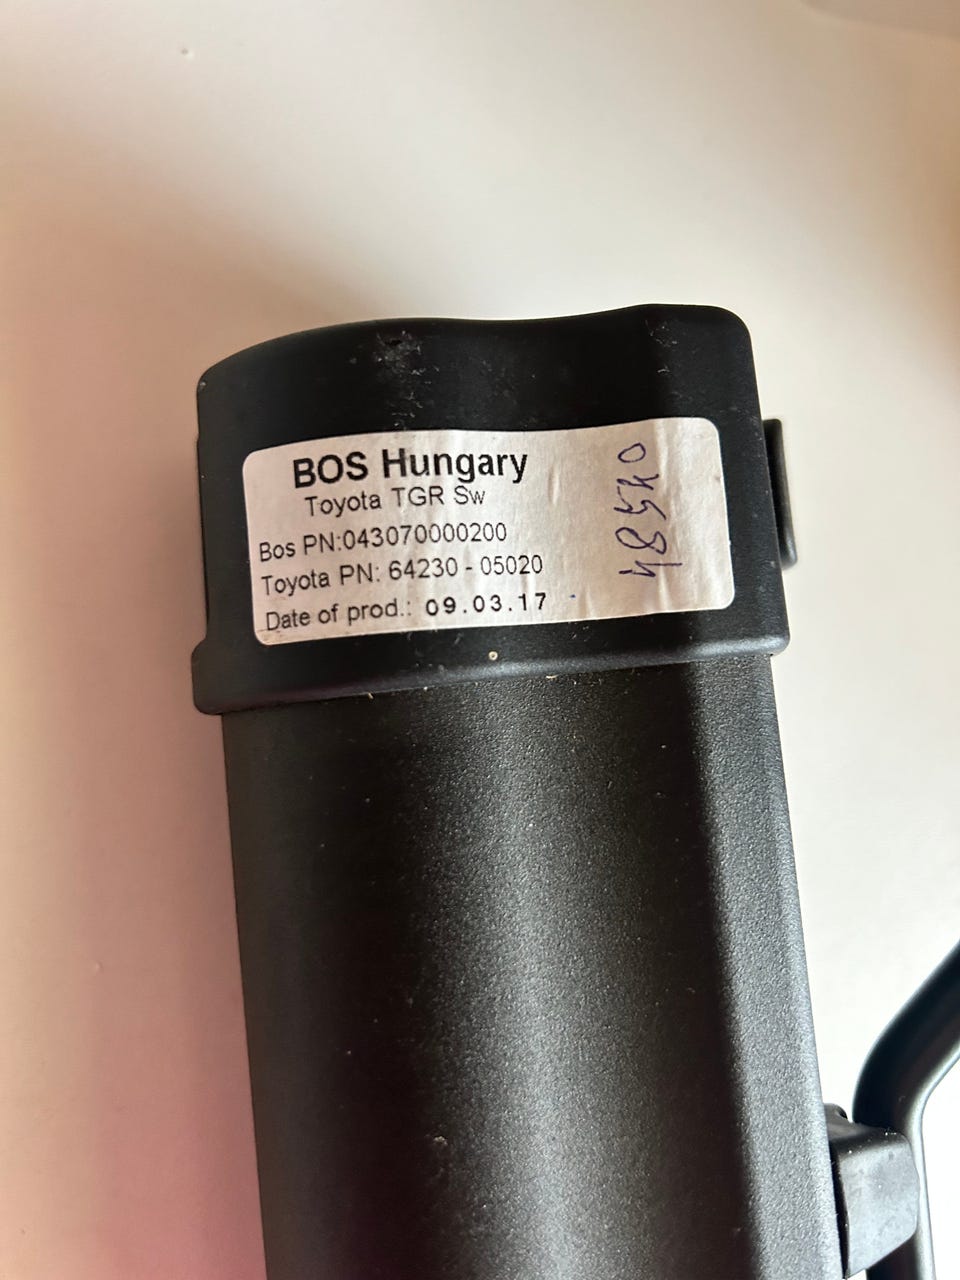 BOS Hungary
Toyota TGR Sw
Bos PN:043070000200
Toyota PN: 64230 - 05020
Date of prod.: 09.03.17